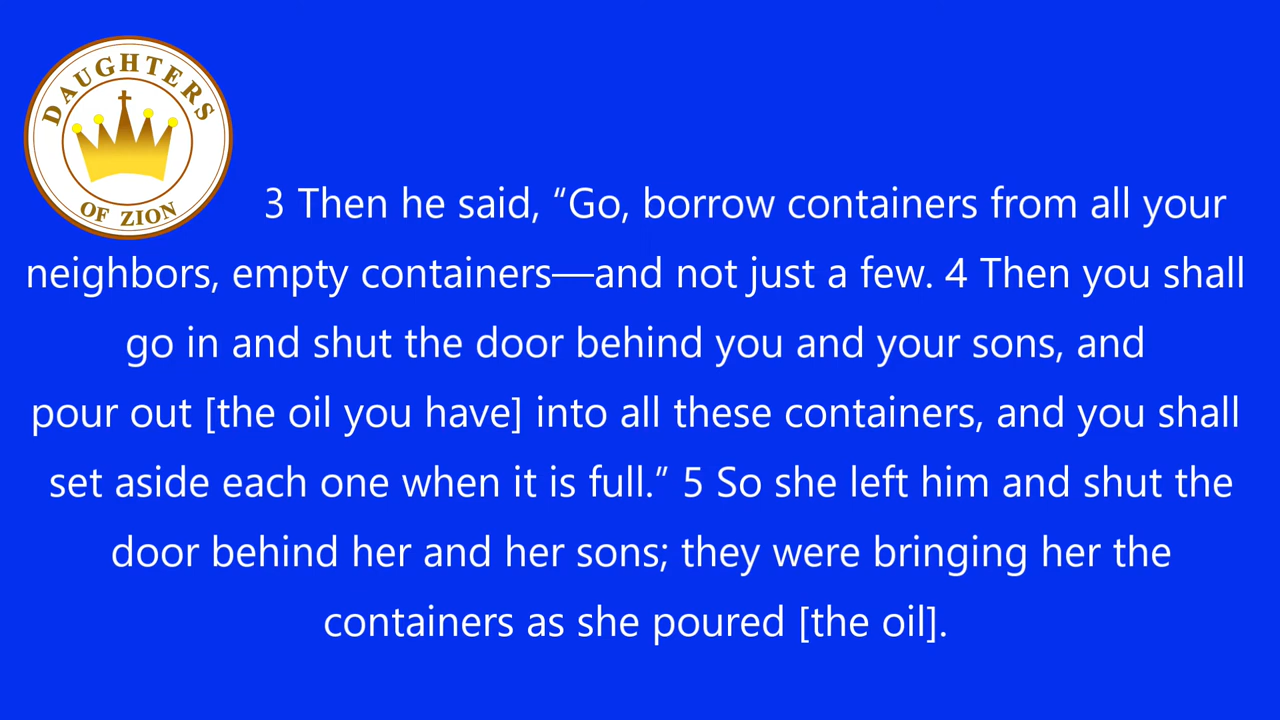 DAUGHTERS
OF ZION
3 Then he said, “Go, borrow containers from all your
neighbors, empty containers—and not just a few. 4 Then you shall
go in and shut the door behind you and your sons, and
pour out [the oil you have] into all these containers, and you shall
set aside each one when it is full.” 5 So she left him and shut the
door behind her and her sons; they were bringing her the
containers as she poured [the oil].